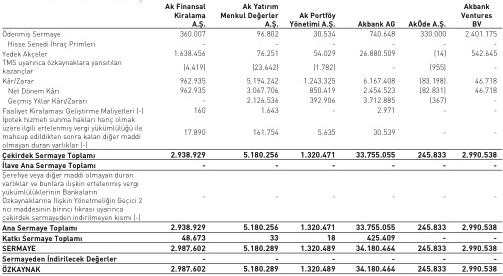 Ak Finansal Kiralama A.Ş. Ak Yatırım Menkul Değerler A.Ş. Ak Portföy Yönetimi A.Ş. Akbank AG AkÖde A.Ş. Akbank Ventures BV
Ödenmiş Sermaye 360.007 96.802 30.534 740.648 330.000 2.401.175
Hisse Senedi İhraç Primleri - - - - - -
Yedek Akçeler 1.638.456 76.251 54.029 26.880.509 (14) 542.645
TMS uyarınca özkaynaklara yansıtılan
kazançlar (4.419) (23.642) (1.782) - (955) -
Kâr/Zarar 962.935 5.194.242 1.243.325 6.167.408 (83.198) 46.718
Net Dönem Kârı 962.935 3.067.706 850.419 2.454.523 (82.831) 46.718
Geçmiş Yıllar Kârı/Zararı - 2.126.536 392.906 3.712.885 (367) -
Faaliyet Kiralaması Geliştirme Maliyetleri (-) 160 1.643 - 2.971 - -
İpotek hizmeti sunma hakları hariç olmak
üzere ilgili ertelenmiş vergi yükümlülüğü ile
mahsup edildikten sonra kalan diğer maddi
olmayan duran varlıklar (-) 17.890 161.754 5.635 30.539 - -
Çekirdek Sermaye Toplamı 2.938.929 5.180.256 1.320.471 33.755.055 245.833 2.990.538
İlave Ana Sermaye Toplamı - - - - - -
Şerefiye veya diğer maddi olmayan duran
varlıklar ve bunlara ilişkin ertelenmiş vergi
yükümlülüklerinin Bankaların
Özkaynaklarına İlişkin Yönetmeliğin Geçici 2
nci maddesinin birinci fıkrası uyarınca
çekirdek sermayeden indirilmeyen kısmı (-) - - - - - -
Ana Sermaye Toplamı 2.938.929 5.180.256 1.320.471 33.755.055 245.833 2.990.538
Katkı Sermaye Toplamı 48.673 33 18 425.409 - -
SERMAYE 2.987.602 5.180.289 1.320.489 34.180.464 245.833 2.990.538
Sermayeden İndirilecek Değerler - - - - - -
ÖZKAYNAK 2.987.602 5.180.289 1.320.489 34.180.464 245.833 2.990.538